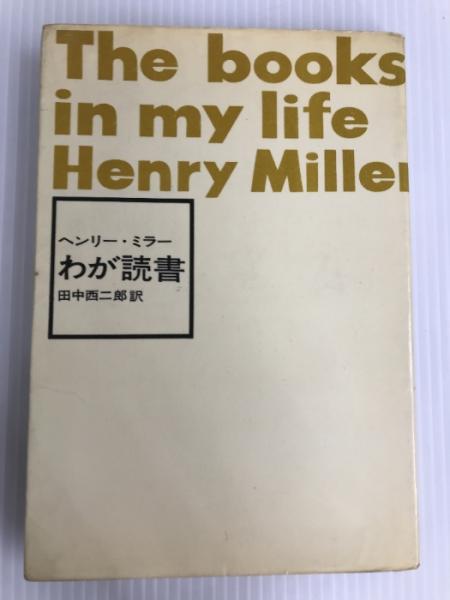 The books
in my life
Henry Miller
ヘンリー・ミラー
わが読書
田中西二郎訳